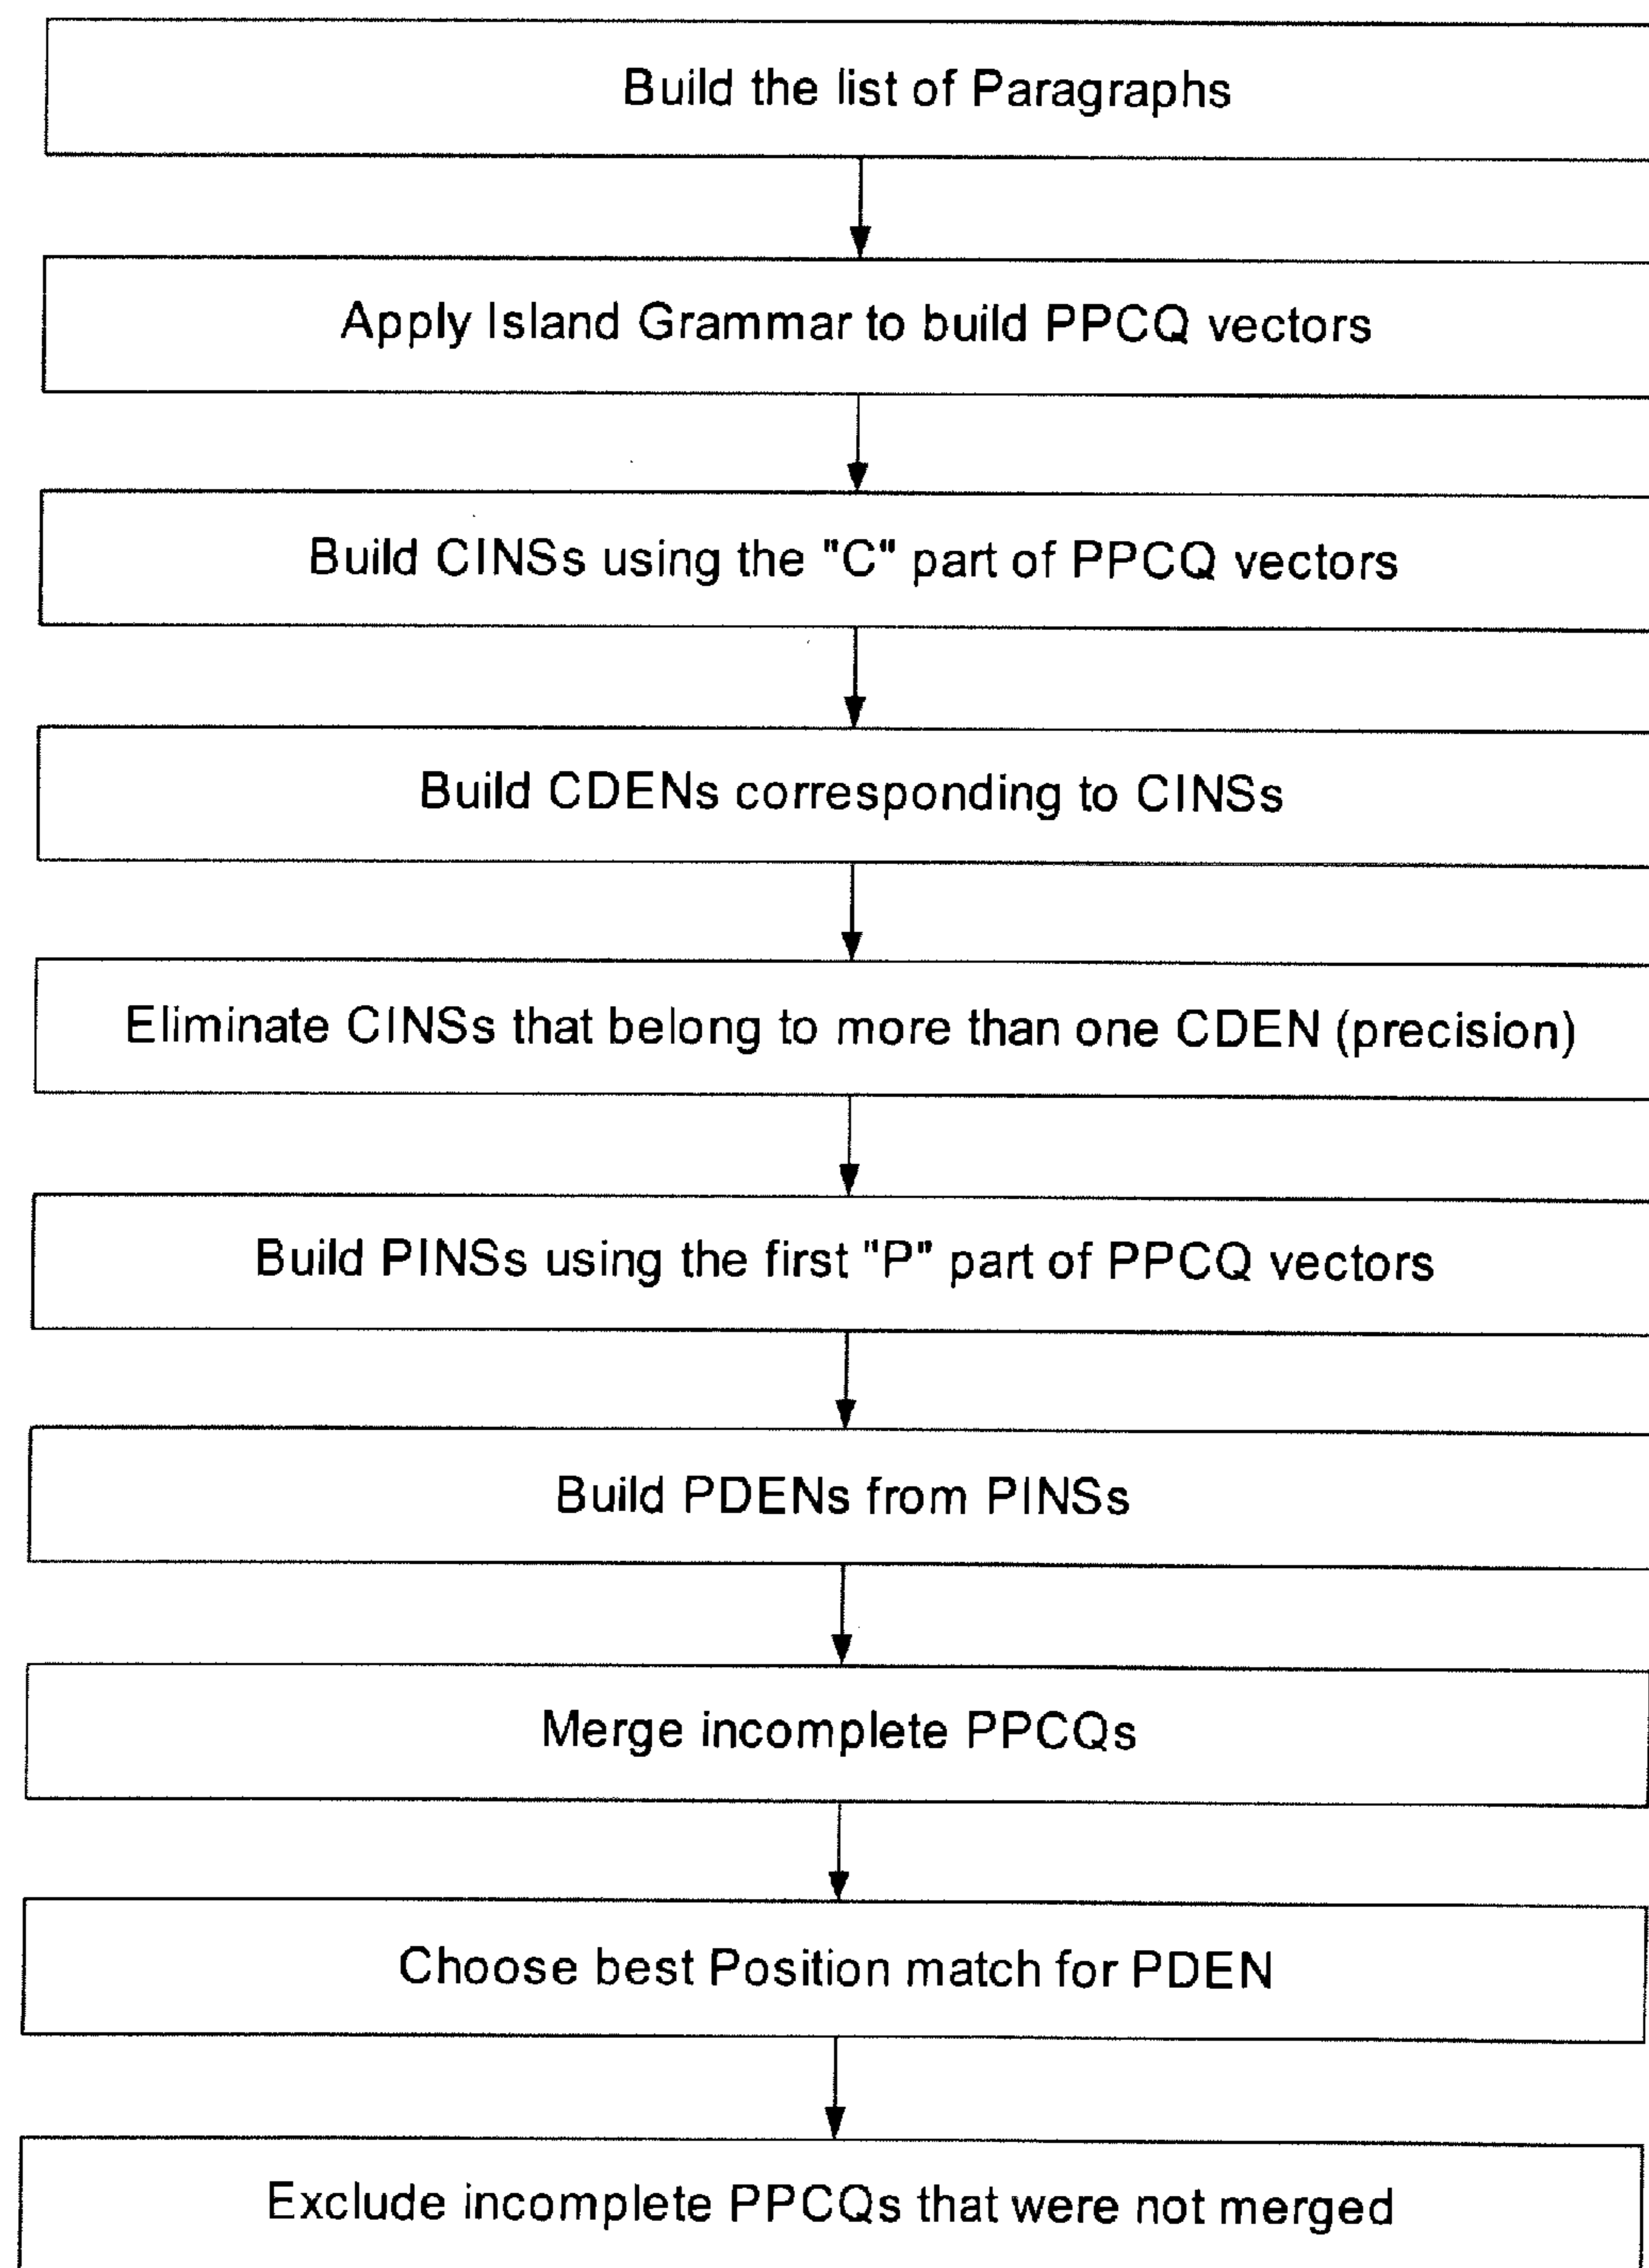 Build the list of Paragraphs
Apply Island Grammar to build PPCQ vectors
Build CINSs using the "C" part of PPCQ vectors
Build CDENs corresponding to CINSs
Eliminate CINSs that belong to more than one CDEN (precision)
Build PINSs using the first "P" part of PPCQ vectors
Build PDENs from PINSs
Merge incomplete PPCQs
Choose best Position match for PDEN
Exclude incomplete PPCQs that were not merged